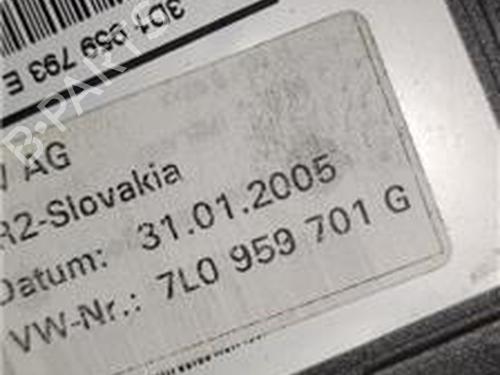 3D1 959 793 E
B-PARTS
AG
R2-Slovakia
Datum: 31.01.2005
VW-Nr.: 7L0 959 701 G